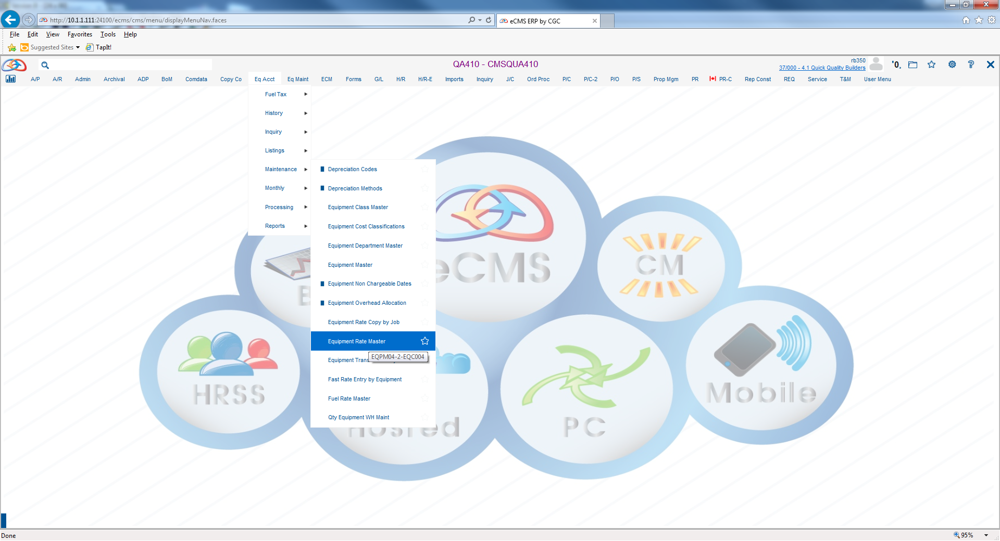 http://10.1.1.111:24100/ecms/cms/menu/displayMenuNav.faces
eCMS ERP by CGC
File Edit View Favorites Tools Help
Suggested Sites TapIt!
QA410 - CMSQUA410
rb350
37/000 - 4.1 Quick Quality Builders
A/P A/R Admin Archival ADP BoM Comdata Copy Co Eq Acct Eq Maint ECM Forms G/L H/R H/R-E Imports Inquiry J/C Ord Proc P/C P/C-2 P/O P/S Prop Mgm PR PR-C Rep Const REQ Service T&M User Menu
Fuel Tax
History
Inquiry
Listings
Maintenance
Monthly
Processing
Reports
Depreciation Codes
Depreciation Methods
Equipment Class Master
Equipment Cost Classifications
Equipment Department Master
Equipment Master
Equipment Non Chargeable Dates
Equipment Overhead Allocation
Equipment Rate Copy by Job
Equipment Rate Master
EQPM04-2-EQC004
Equipment Trans
Fast Rate Entry by Equipment
Fuel Rate Master
Qty Equipment WH Maint
eCMS
CM
HRSS
Hosted
PC
Mobile
Done
95%